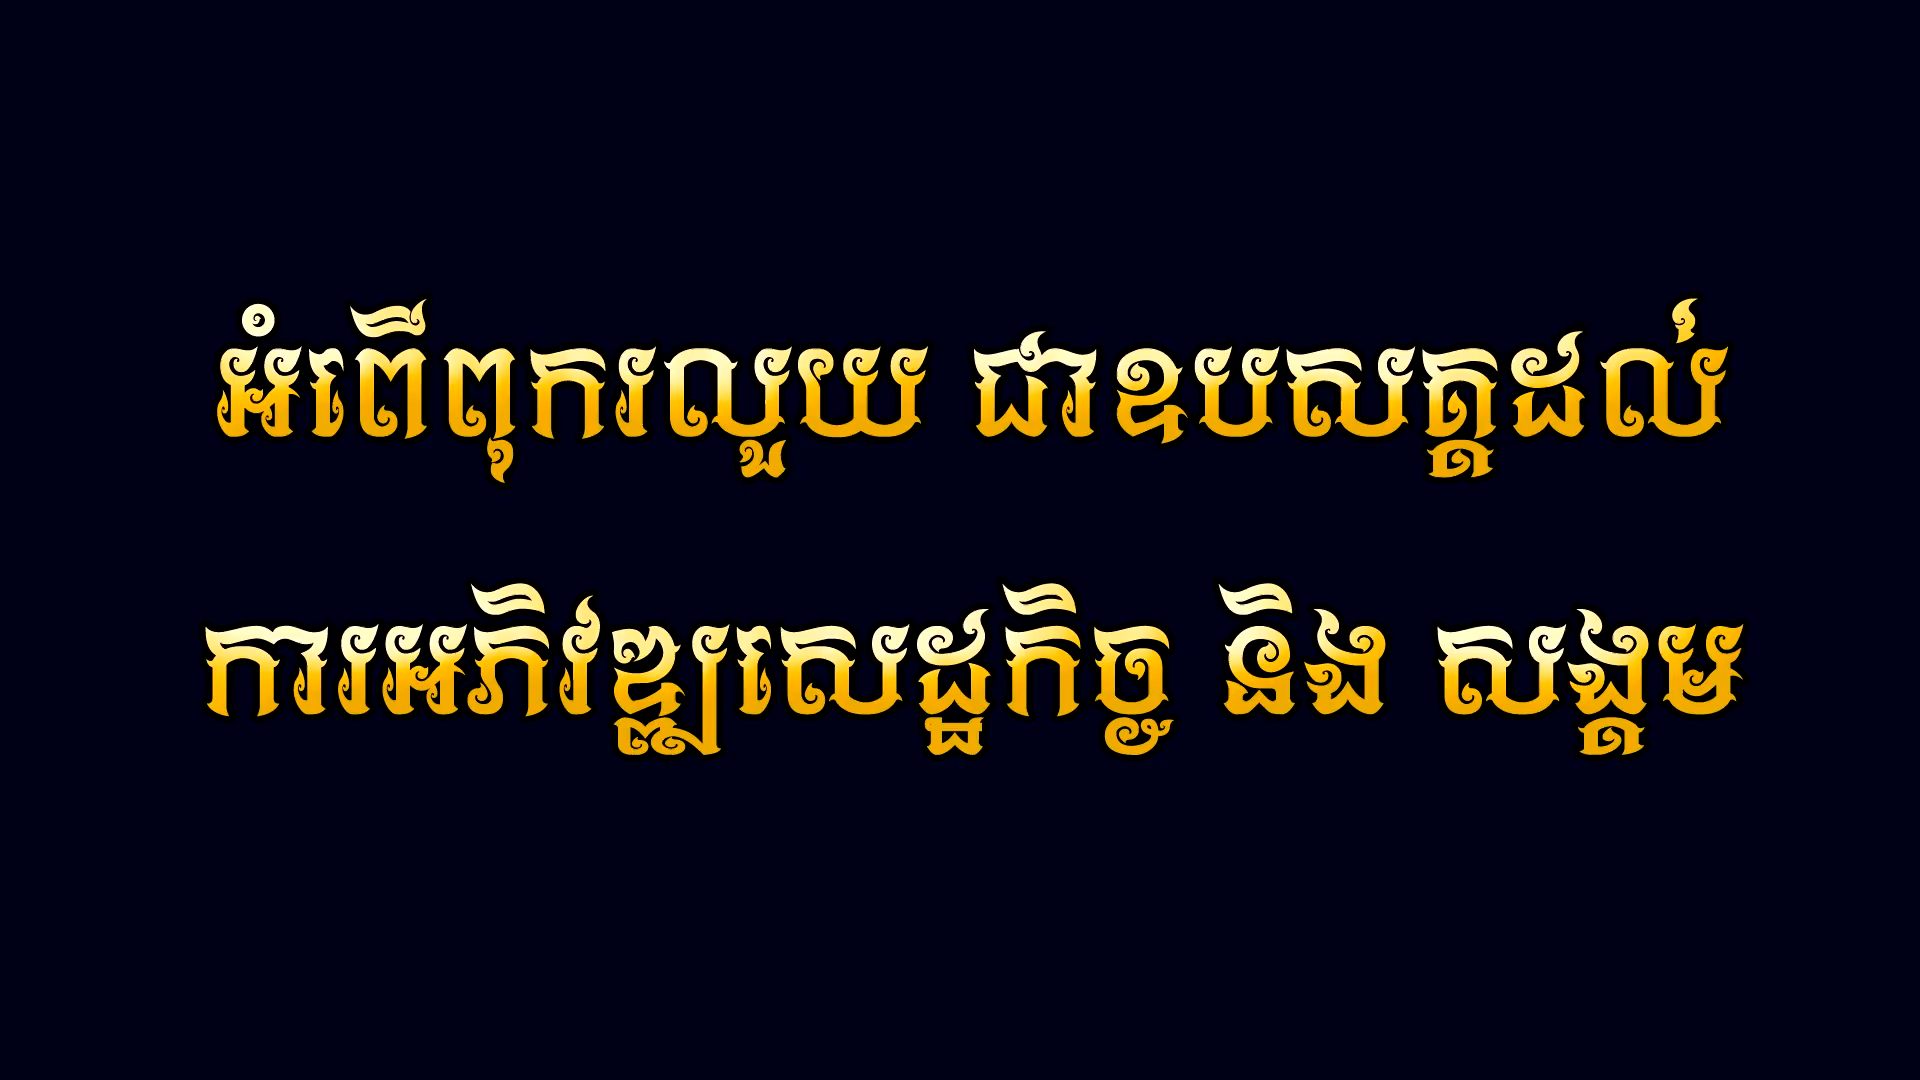 អំពើពុករលួយ ជាឧបសគ្គដល់
ការអភិវឌ្ឍសេដ្ឋកិច្ច និង សង្គម